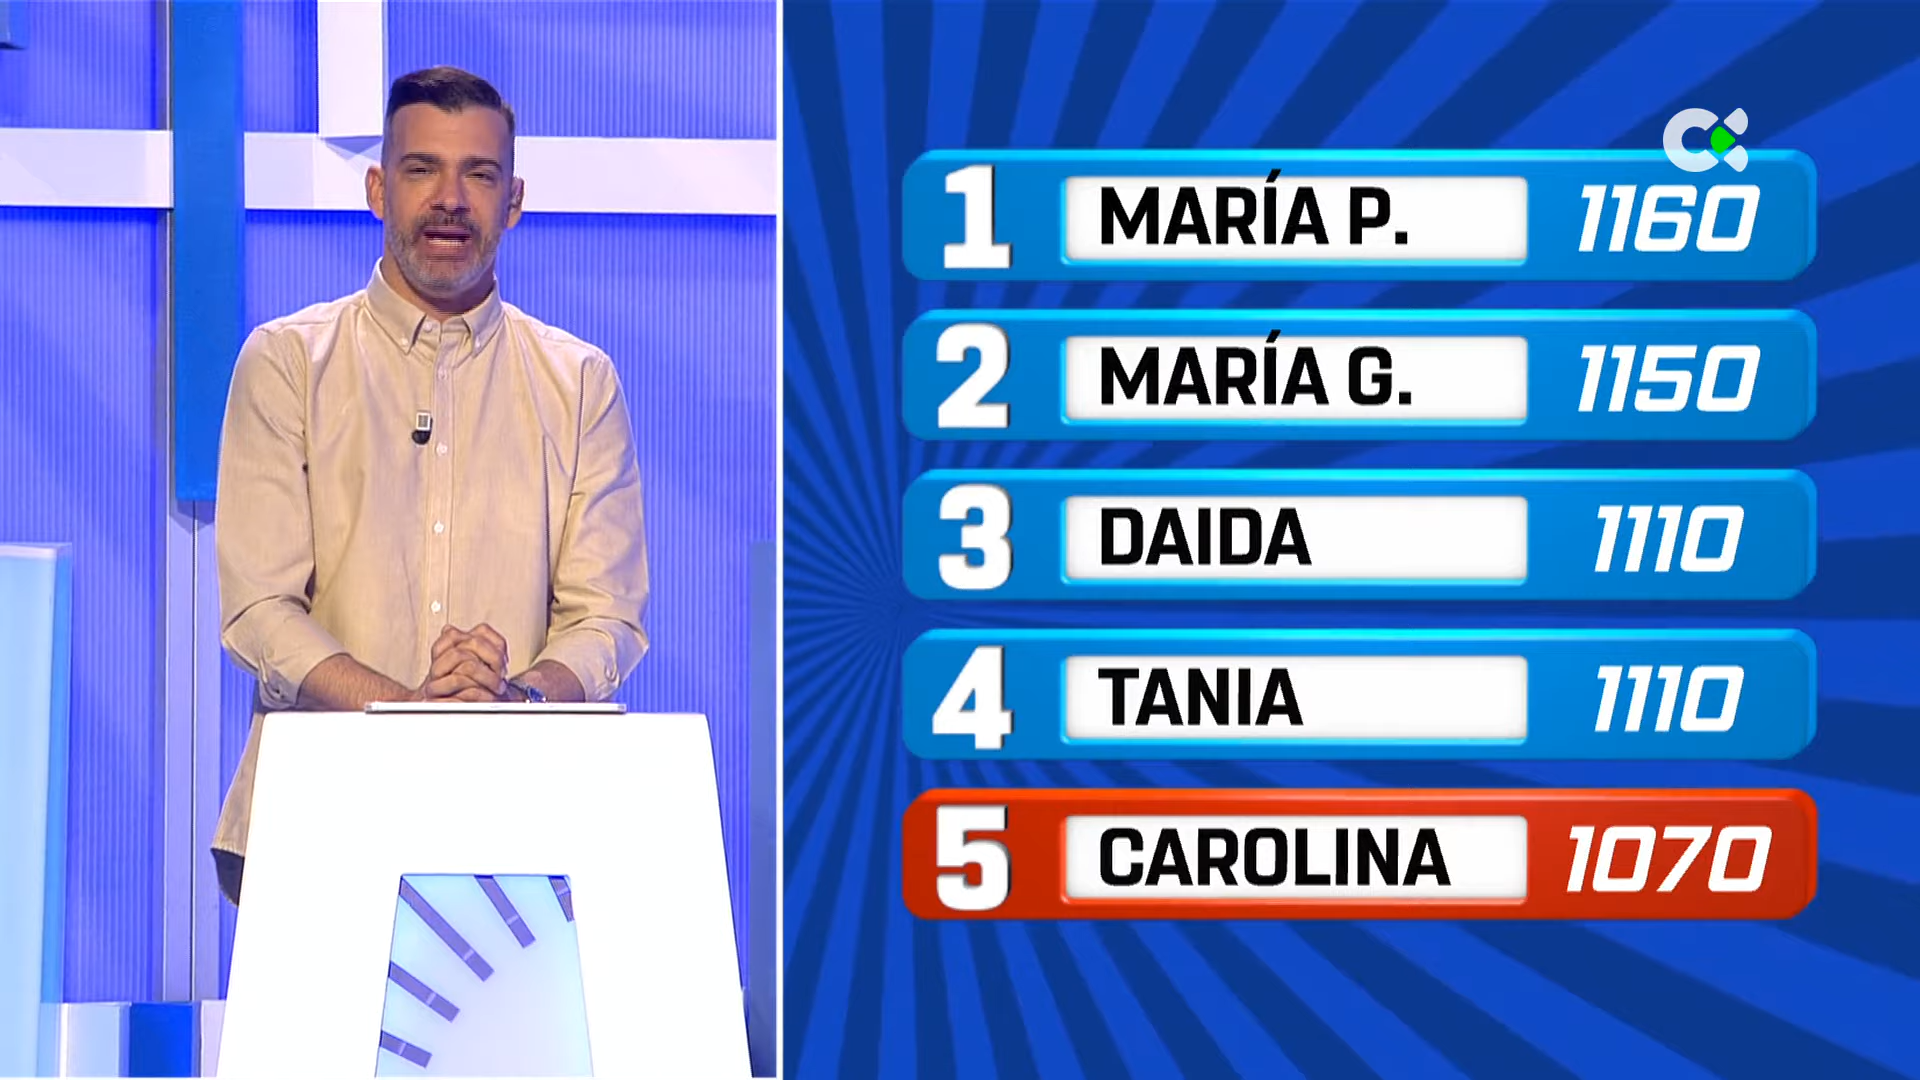 1 MARÍA P. 1160
2 MARÍA G. 1150
3 DAIDA 1110
4 TANIA 1110
5 CAROLINA 1070